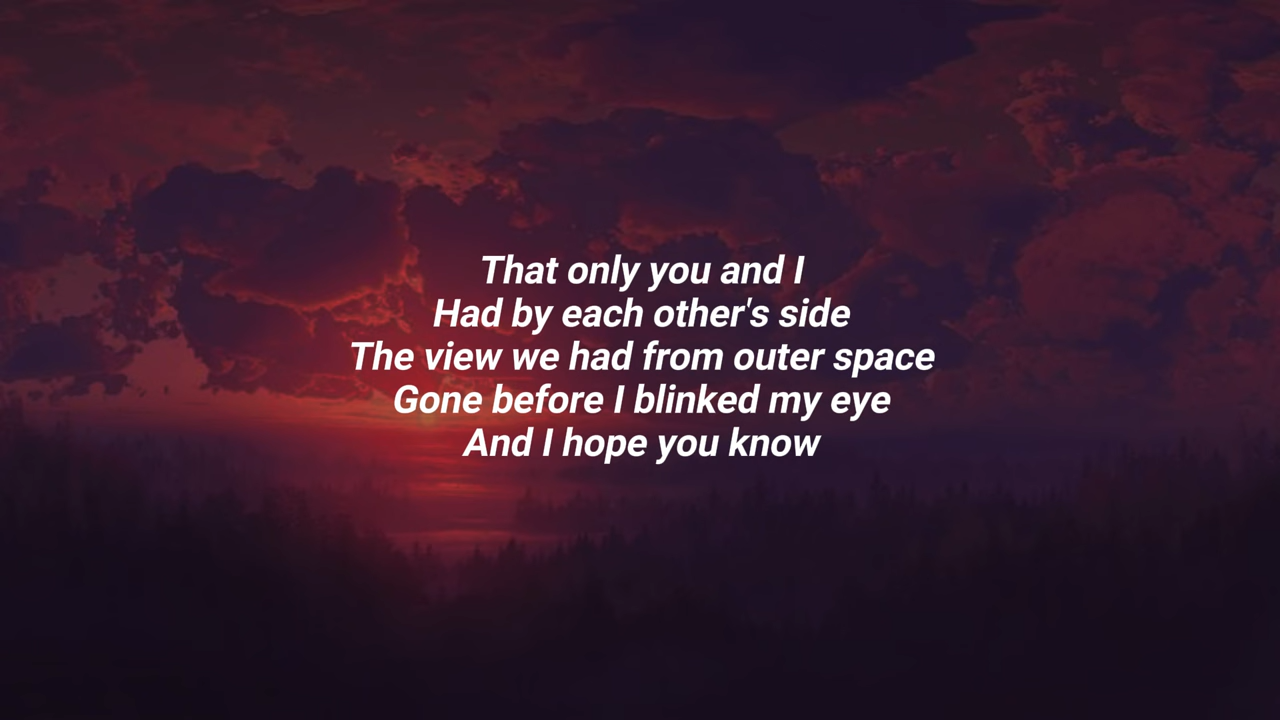 That only you and I
Had by each other's side
The view we had from outer space
Gone before I blinked my eye
And I hope you know